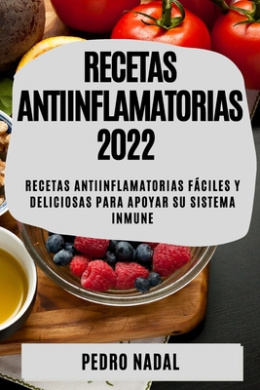 RECETAS
ANTIINFLAMATORIAS
2022
RECETAS ANTIINFLAMATORIAS FÁCILES Y
DELICIOSAS PARA APOYAR SU SISTEMA
INMUNE
PEDRO NADAL